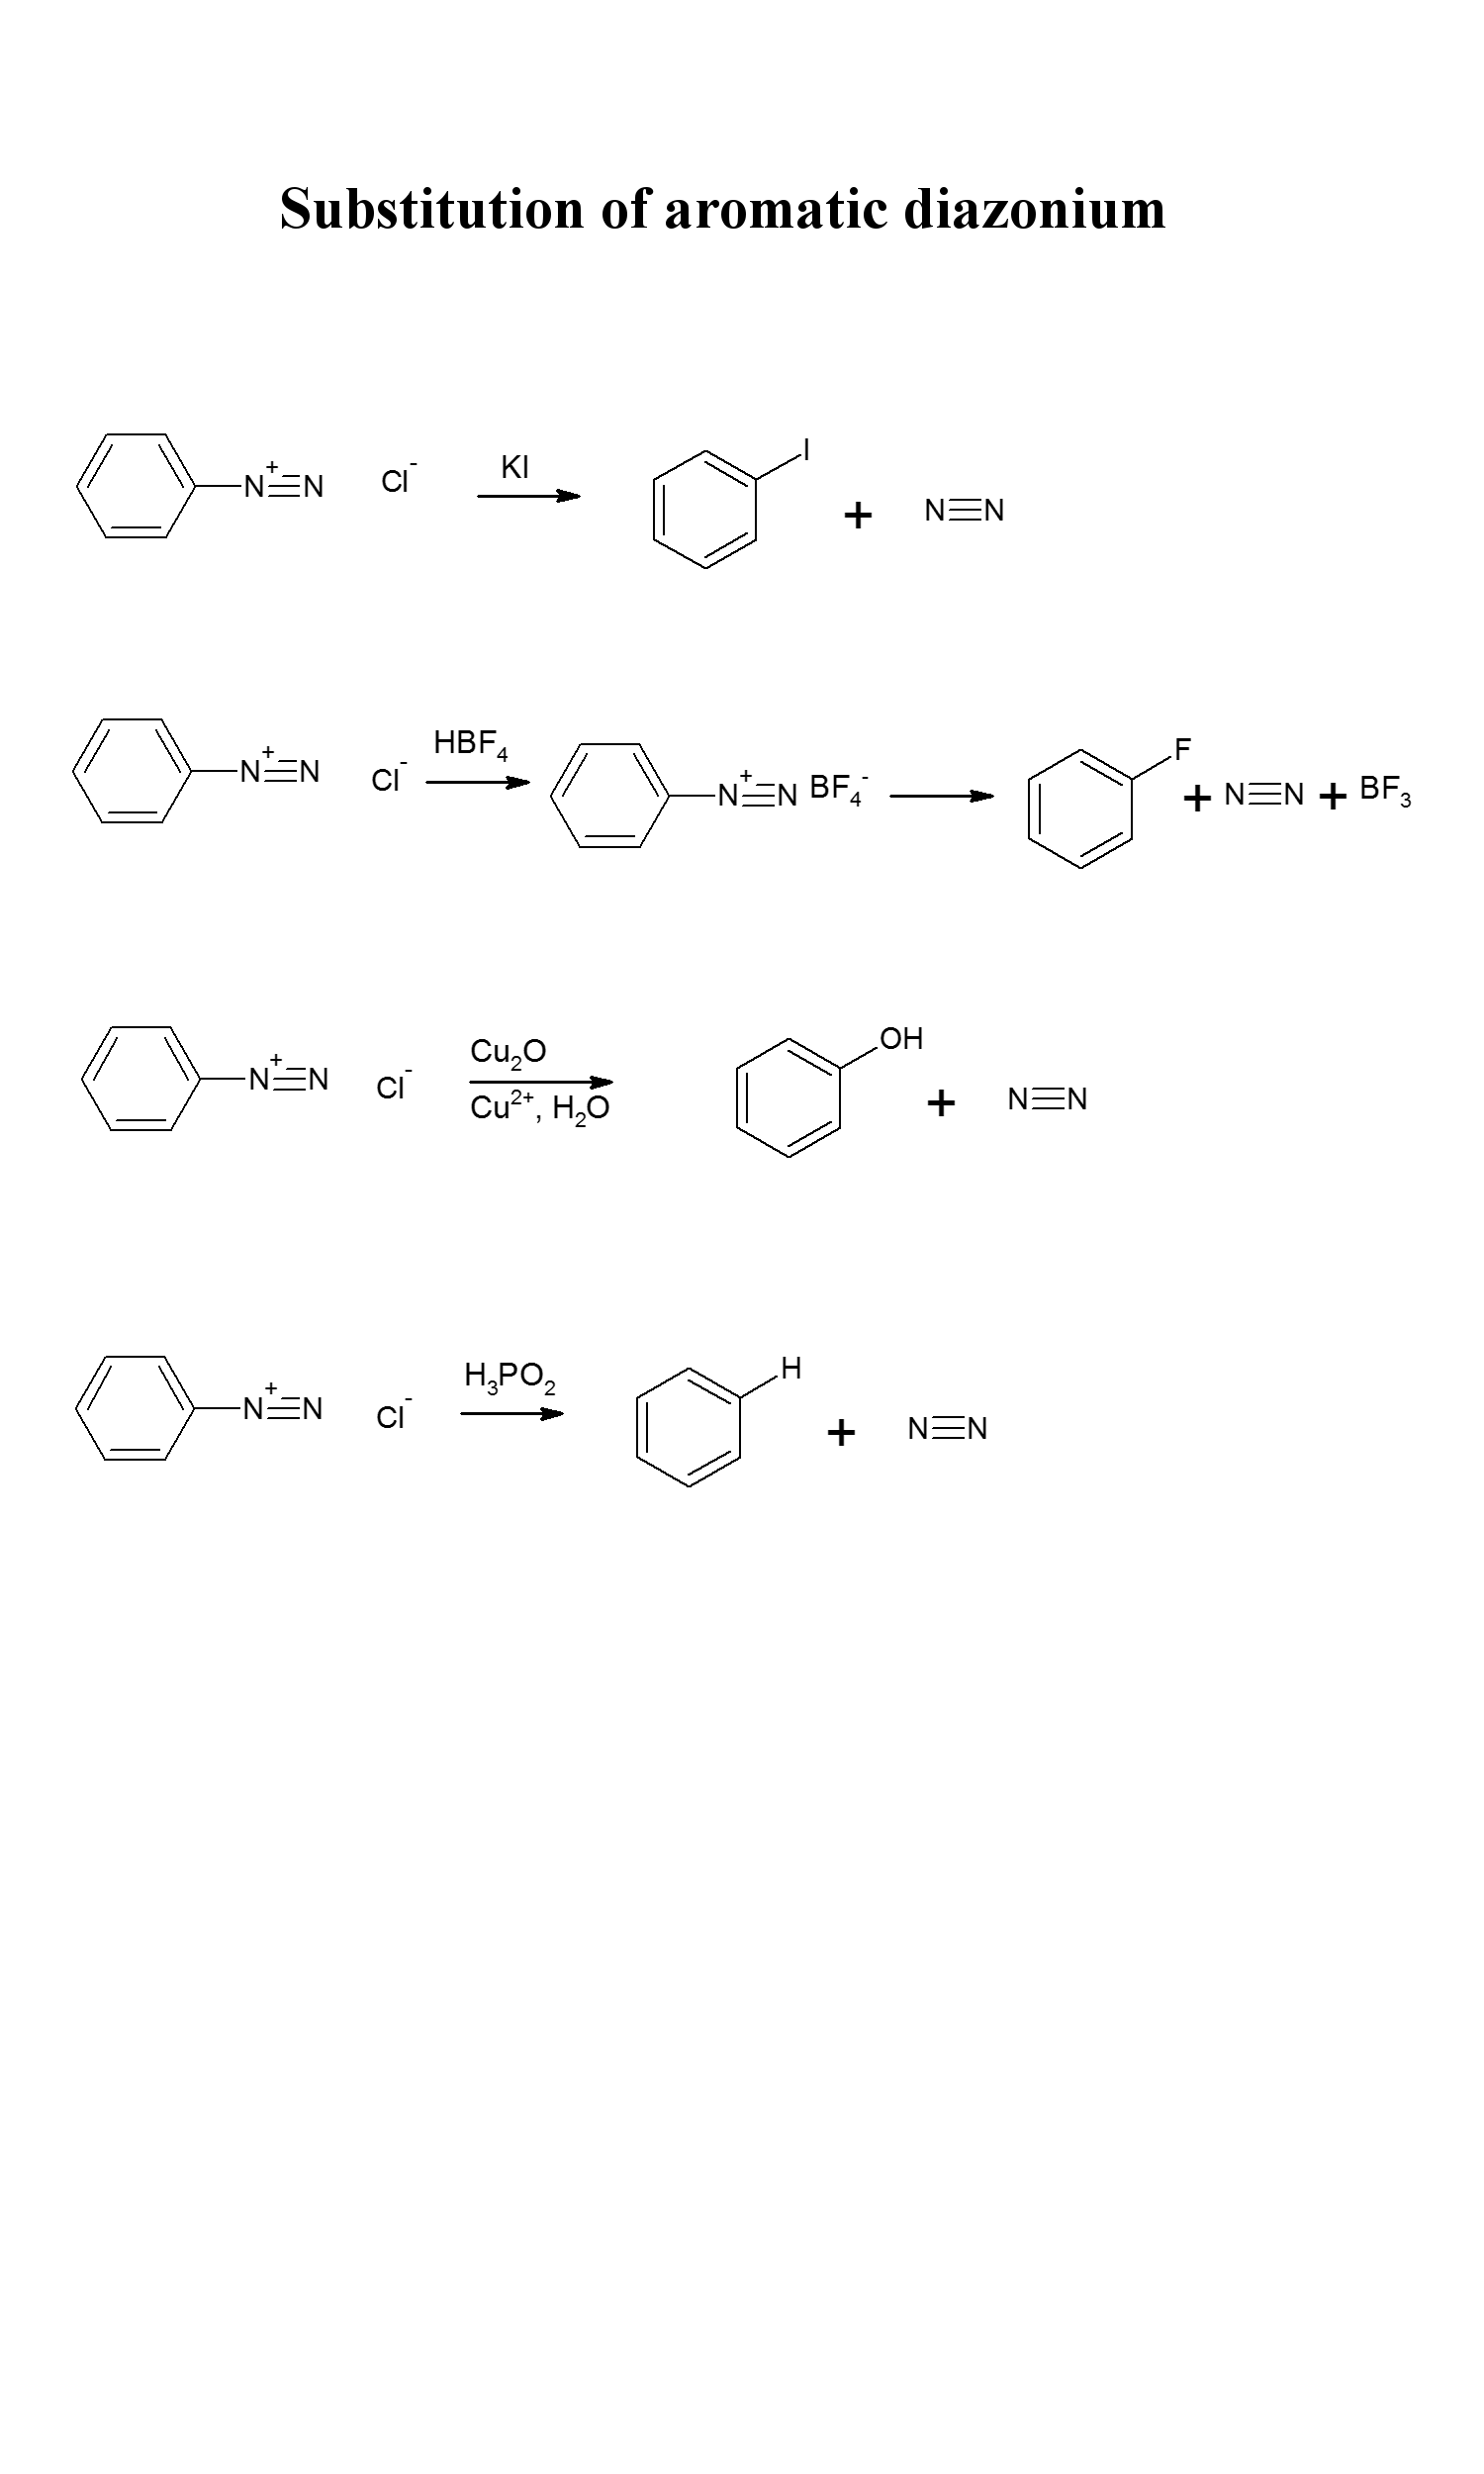 Substitution of aromatic diazonium
N⁺≡N Cl⁻ KI I + N≡N
N⁺≡N Cl⁻ HBF₄ N⁺≡N BF₄⁻ F + N≡N + BF₃
N⁺≡N Cl⁻ Cu₂O OH + N≡N
Cu²⁺, H₂O
N⁺≡N Cl⁻ H₃PO₂ H + N≡N